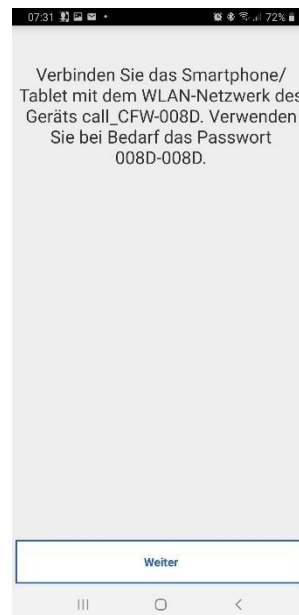 07:31
72%
Verbinden Sie das Smartphone/
Tablet mit dem WLAN-Netzwerk des
Geräts call_CFW-008D. Verwenden
Sie bei Bedarf das Passwort
008D-008D.
Weiter